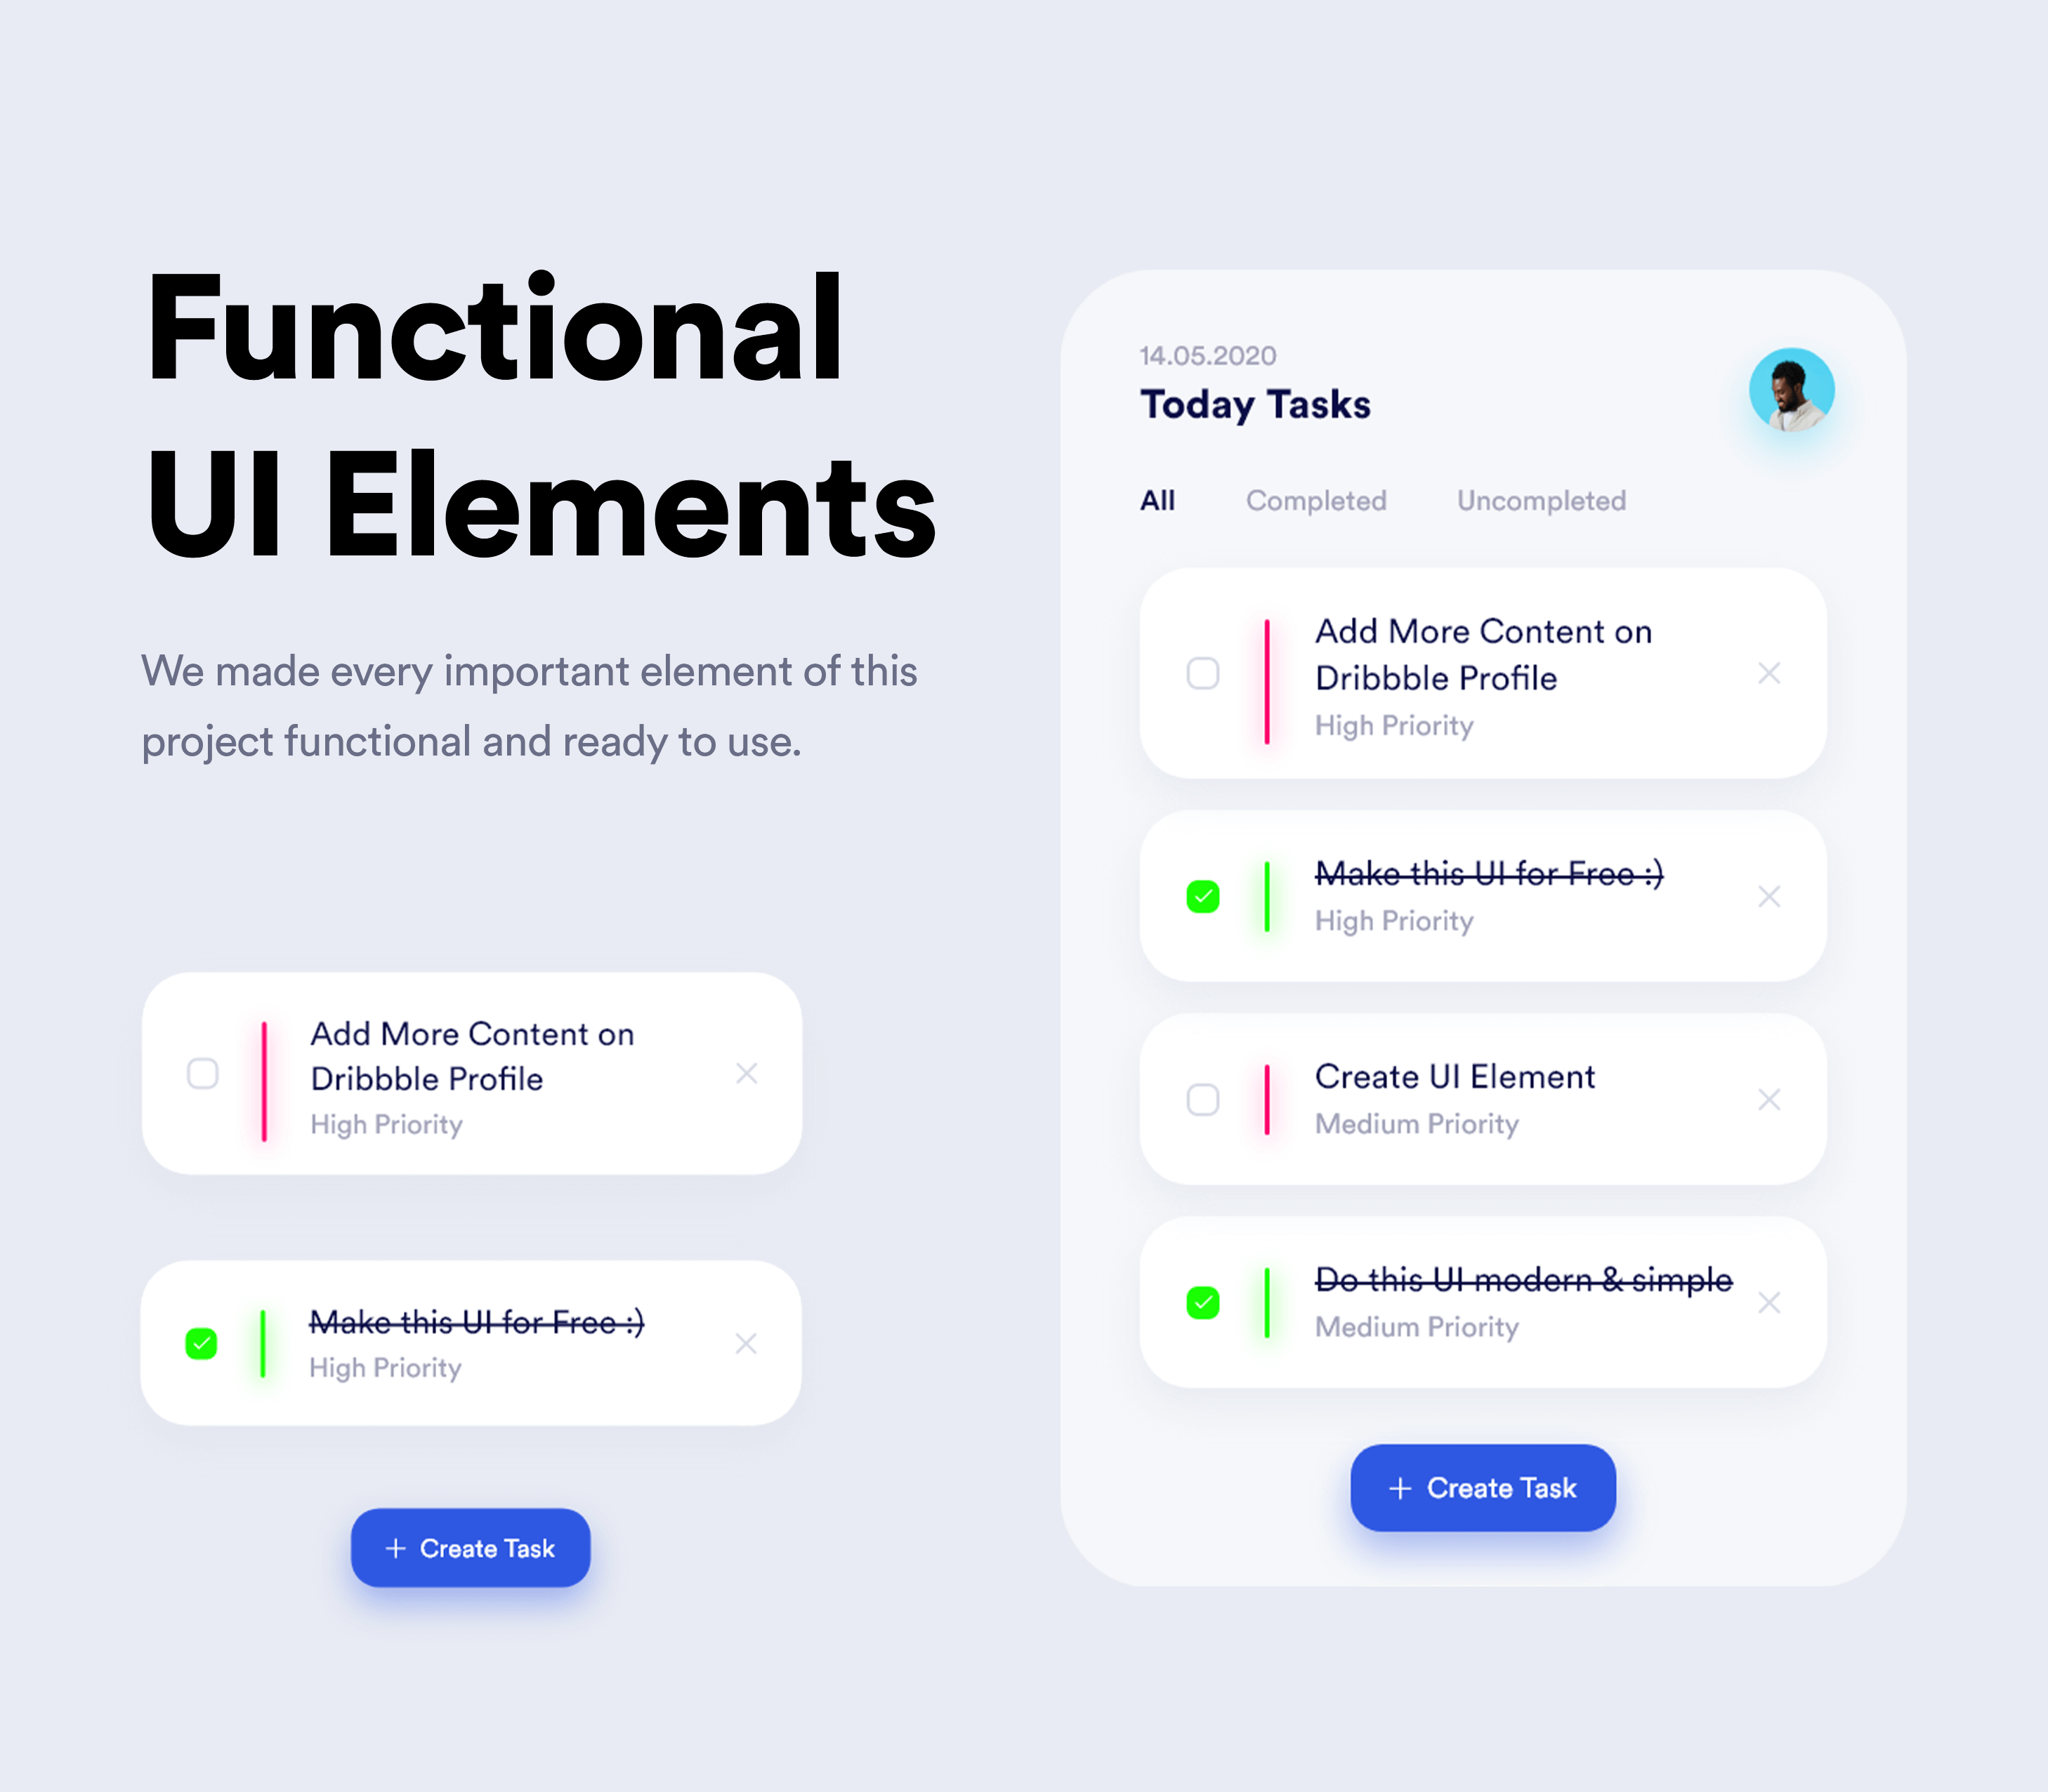 Functional
UI Elements
We made every important element of this
project functional and ready to use.
Add More Content on
Dribbble Profile
High Priority
Make this UI for Free :)
High Priority
+ Create Task
14.05.2020
Today Tasks
All Completed Uncompleted
Add More Content on
Dribbble Profile
High Priority
Make this UI for Free :)
High Priority
Create UI Element
Medium Priority
Do this UI modern & simple
Medium Priority
+ Create Task